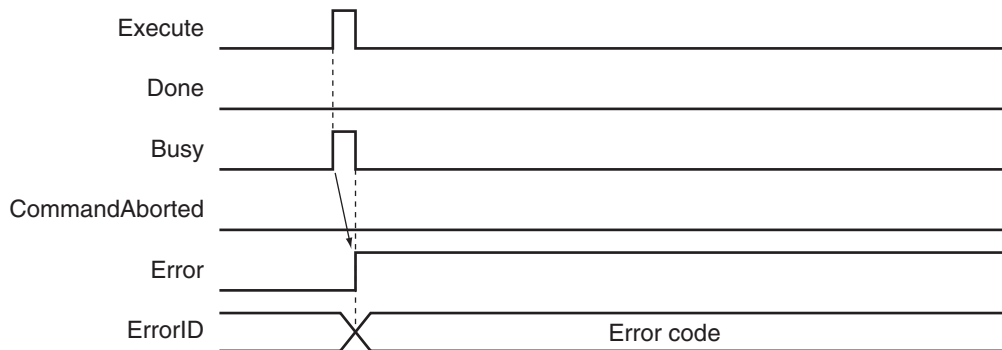 Execute
Done
Busy
CommandAborted
Error
ErrorID
Error code